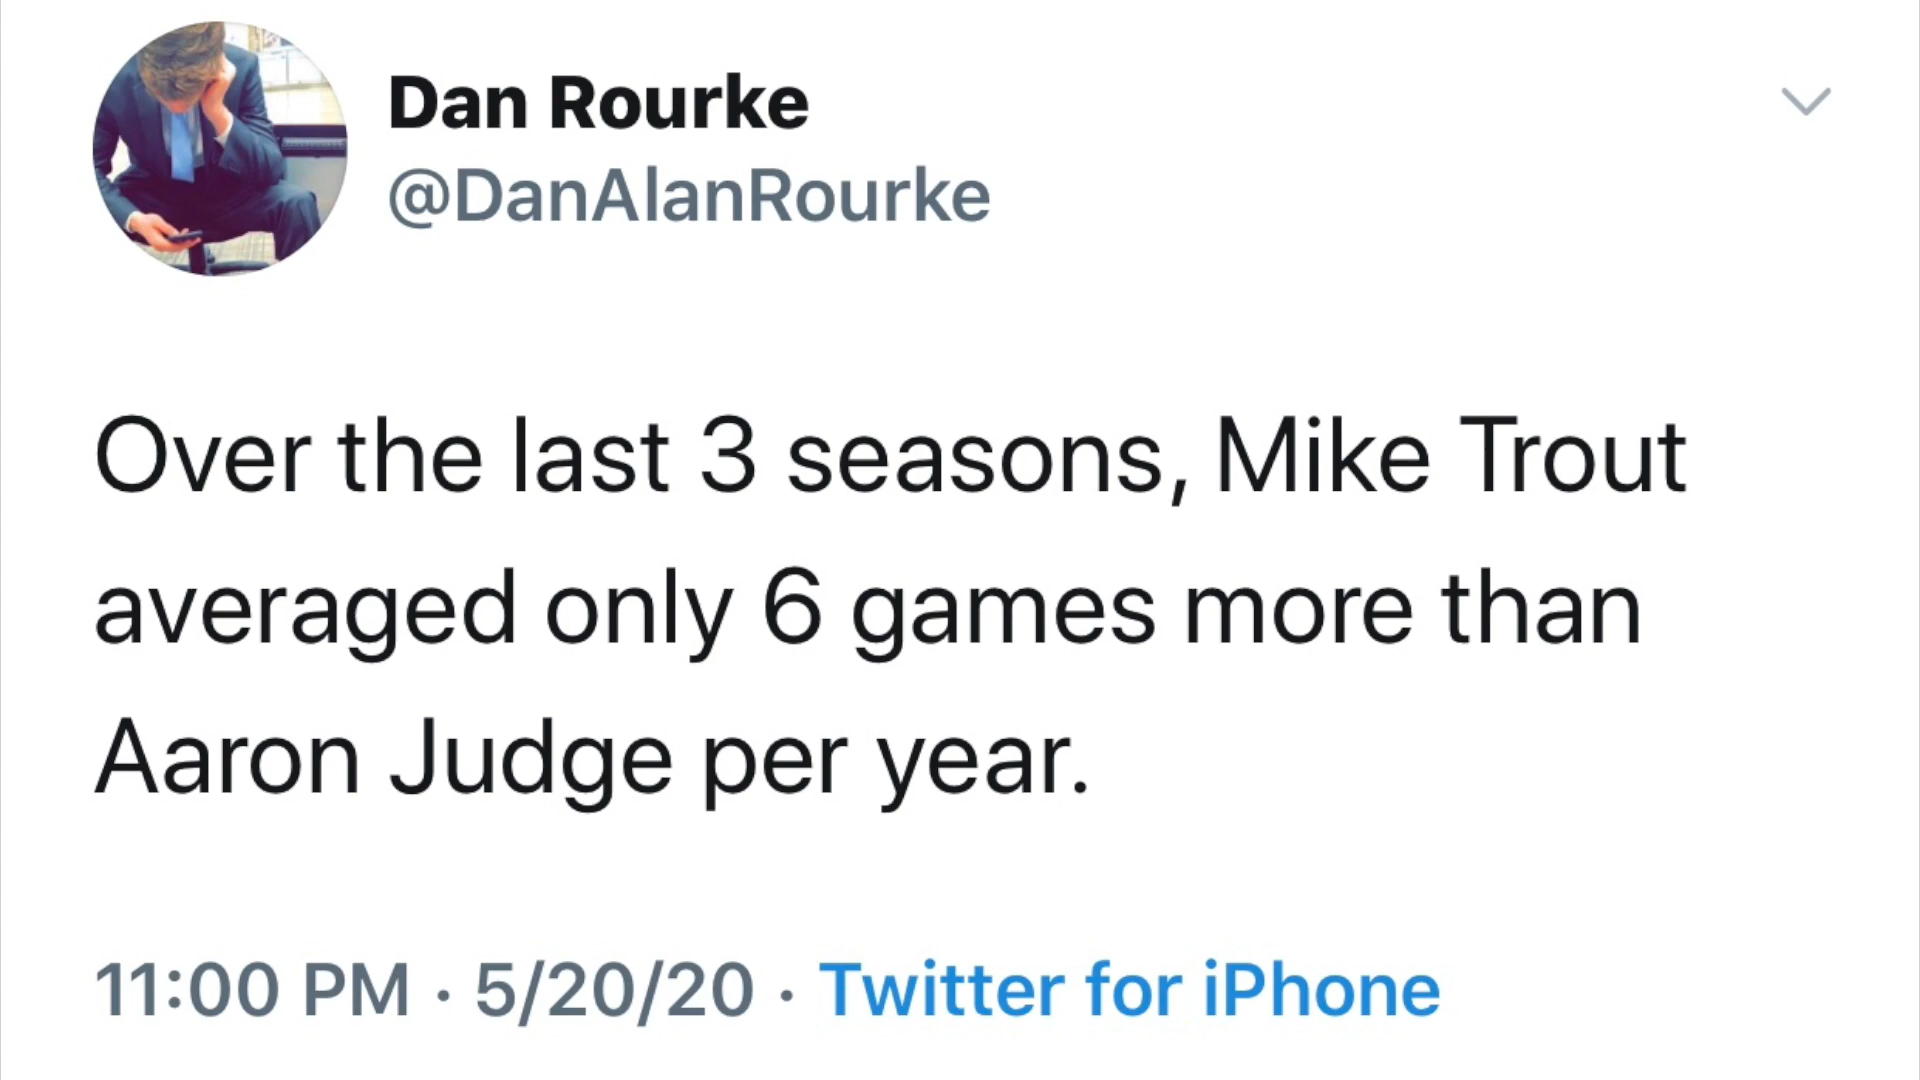 Dan Rourke
@DanAlanRourke
Over the last 3 seasons, Mike Trout
averaged only 6 games more than
Aaron Judge per year.
11:00 PM · 5/20/20 · Twitter for iPhone